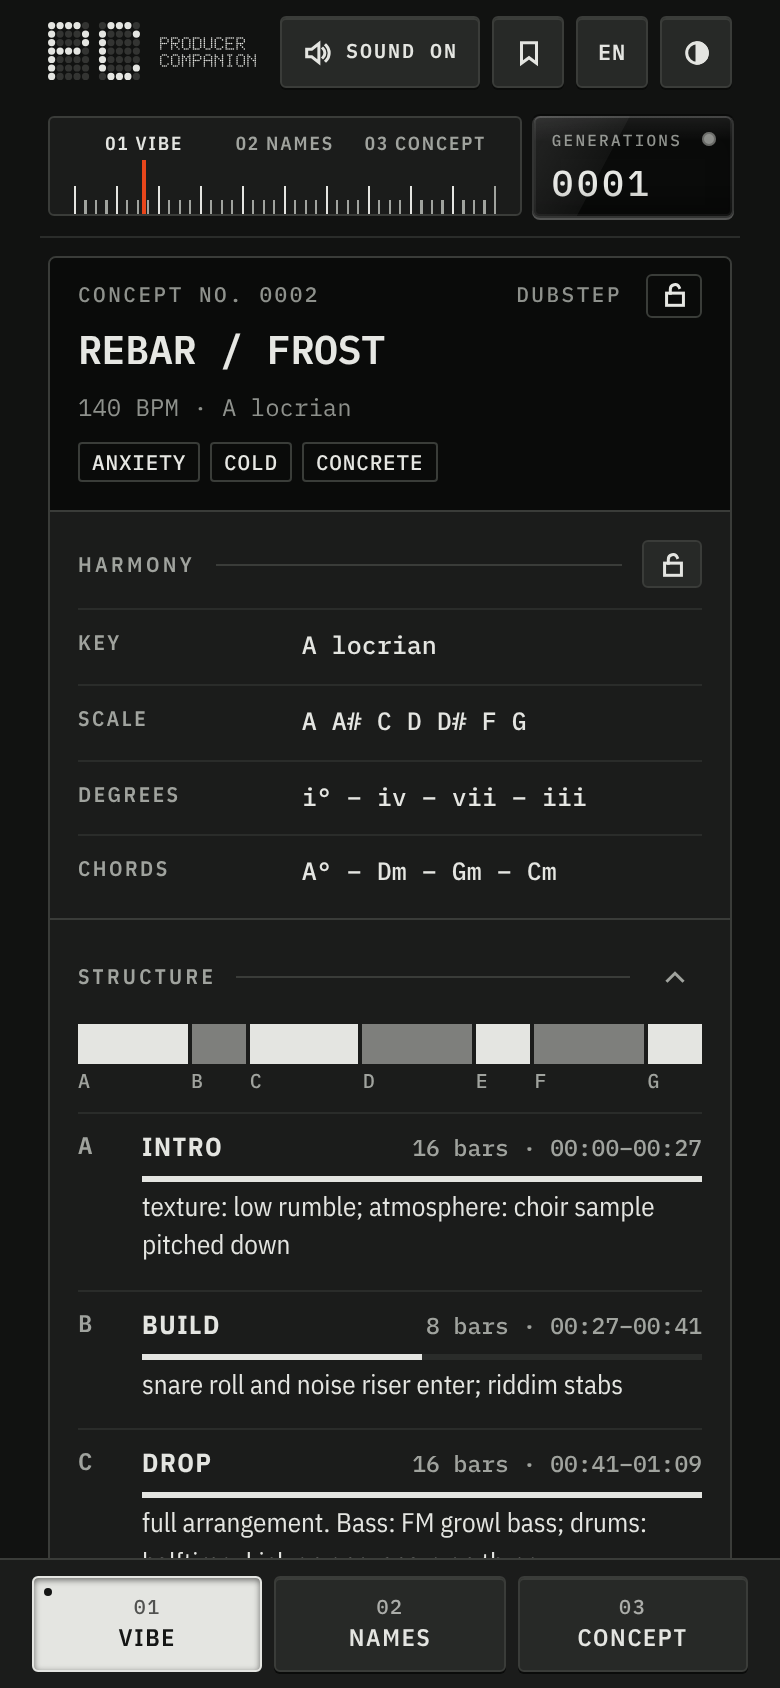 PC PRODUCER COMPANION
SOUND ON
EN
01 VIBE 02 NAMES 03 CONCEPT
GENERATIONS
0001
CONCEPT NO. 0002 DUBSTEP
REBAR / FROST
140 BPM · A locrian
ANXIETY COLD CONCRETE
HARMONY
KEY A locrian
SCALE A A# C D D# F G
DEGREES i° – iv – vii – iii
CHORDS A° – Dm – Gm – Cm
STRUCTURE
A B C D E F G
A INTRO 16 bars · 00:00–00:27
texture: low rumble; atmosphere: choir sample
pitched down
B BUILD 8 bars · 00:27–00:41
snare roll and noise riser enter; riddim stabs
C DROP 16 bars · 00:41–01:09
full arrangement. Bass: FM growl bass; drums:
01 VIBE
02 NAMES
03 CONCEPT